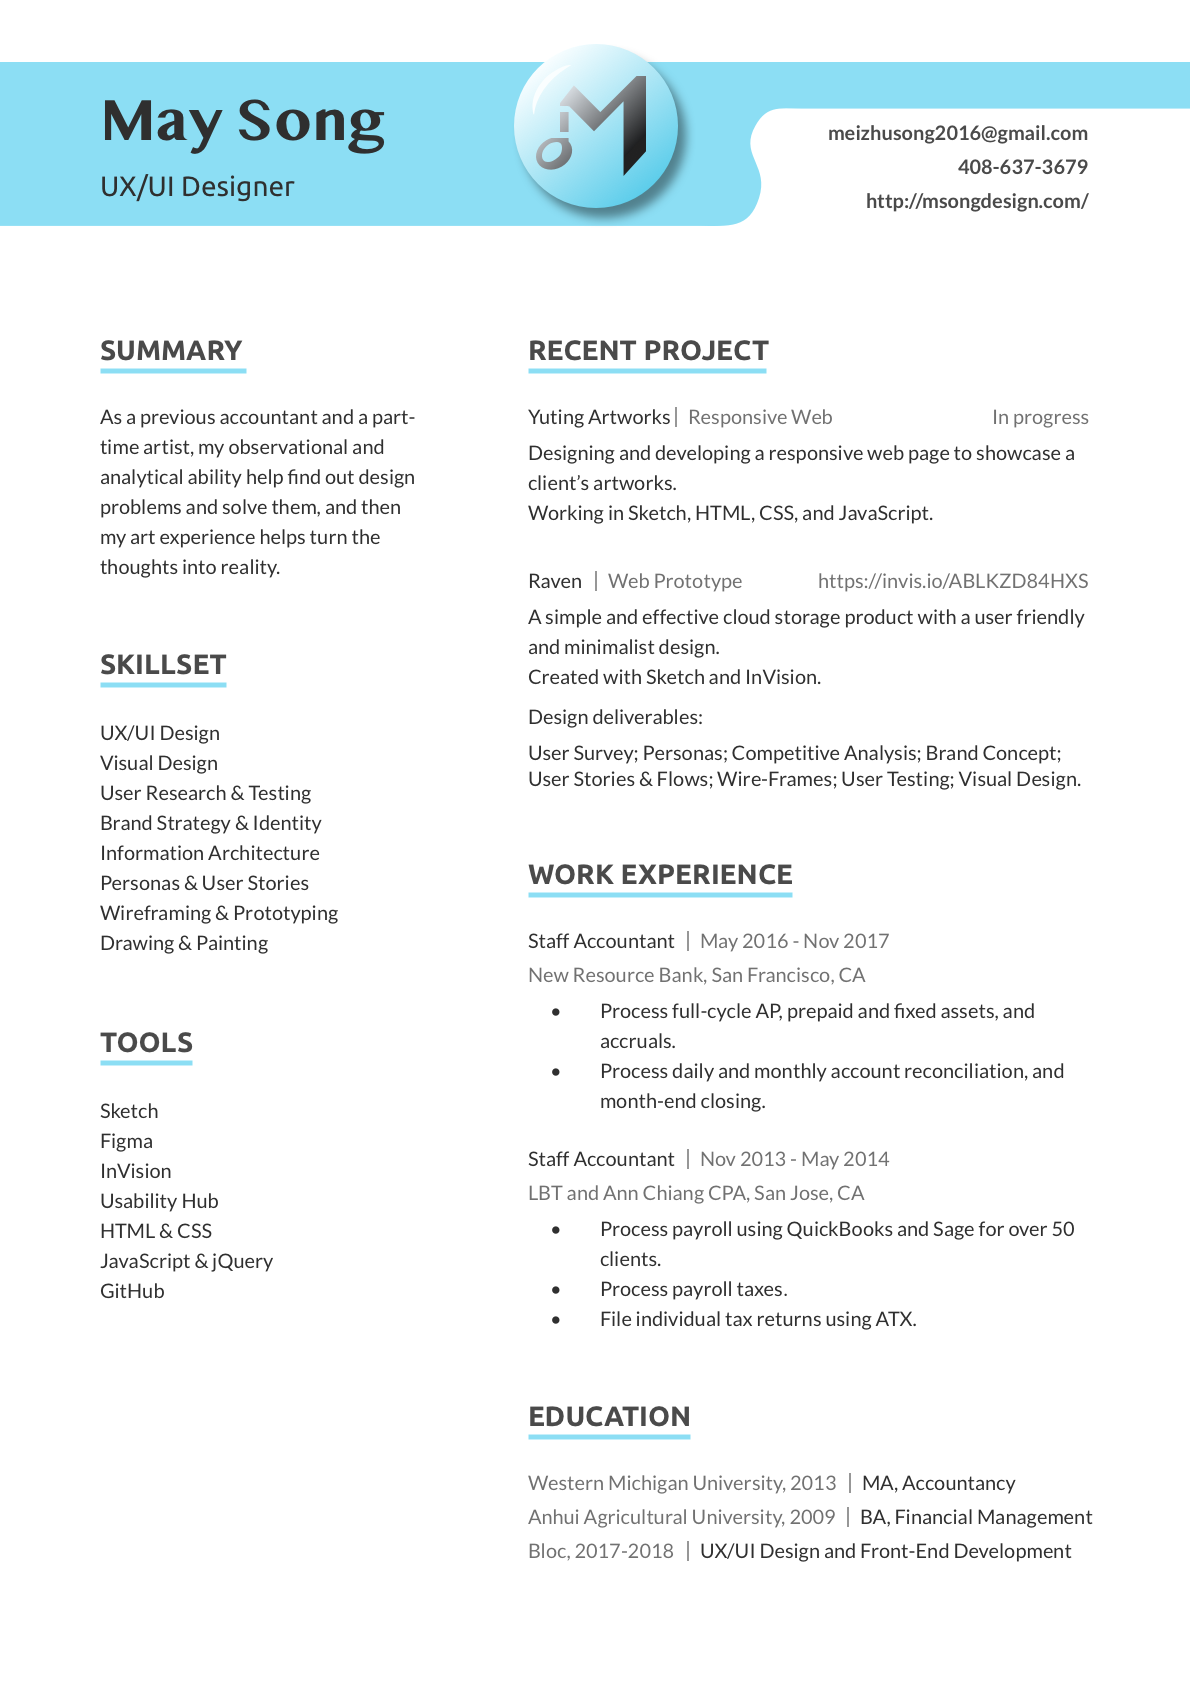 May Song
UX/UI Designer
M
meizhusong2016@gmail.com
408-637-3679
http://msongdesign.com/
SUMMARY
As a previous accountant and a part-
time artist, my observational and
analytical ability help find out design
problems and solve them, and then
my art experience helps turn the
thoughts into reality.
SKILLSET
UX/UI Design
Visual Design
User Research & Testing
Brand Strategy & Identity
Information Architecture
Personas & User Stories
Wireframing & Prototyping
Drawing & Painting
TOOLS
Sketch
Figma
InVision
Usability Hub
HTML & CSS
JavaScript & jQuery
GitHub
RECENT PROJECT
Yuting Artworks | Responsive Web In progress
Designing and developing a responsive web page to showcase a
client’s artworks.
Working in Sketch, HTML, CSS, and JavaScript.
Raven | Web Prototype https://invis.io/ABLKZD84HXS
A simple and effective cloud storage product with a user friendly
and minimalist design.
Created with Sketch and InVision.
Design deliverables:
User Survey; Personas; Competitive Analysis; Brand Concept;
User Stories & Flows; Wire-Frames; User Testing; Visual Design.
WORK EXPERIENCE
Staff Accountant | May 2016 - Nov 2017
New Resource Bank, San Francisco, CA
• Process full-cycle AP, prepaid and fixed assets, and
accruals.
• Process daily and monthly account reconciliation, and
month-end closing.
Staff Accountant | Nov 2013 - May 2014
LBT and Ann Chiang CPA, San Jose, CA
• Process payroll using QuickBooks and Sage for over 50
clients.
• Process payroll taxes.
• File individual tax returns using ATX.
EDUCATION
Western Michigan University, 2013 | MA, Accountancy
Anhui Agricultural University, 2009 | BA, Financial Management
Bloc, 2017-2018 | UX/UI Design and Front-End Development